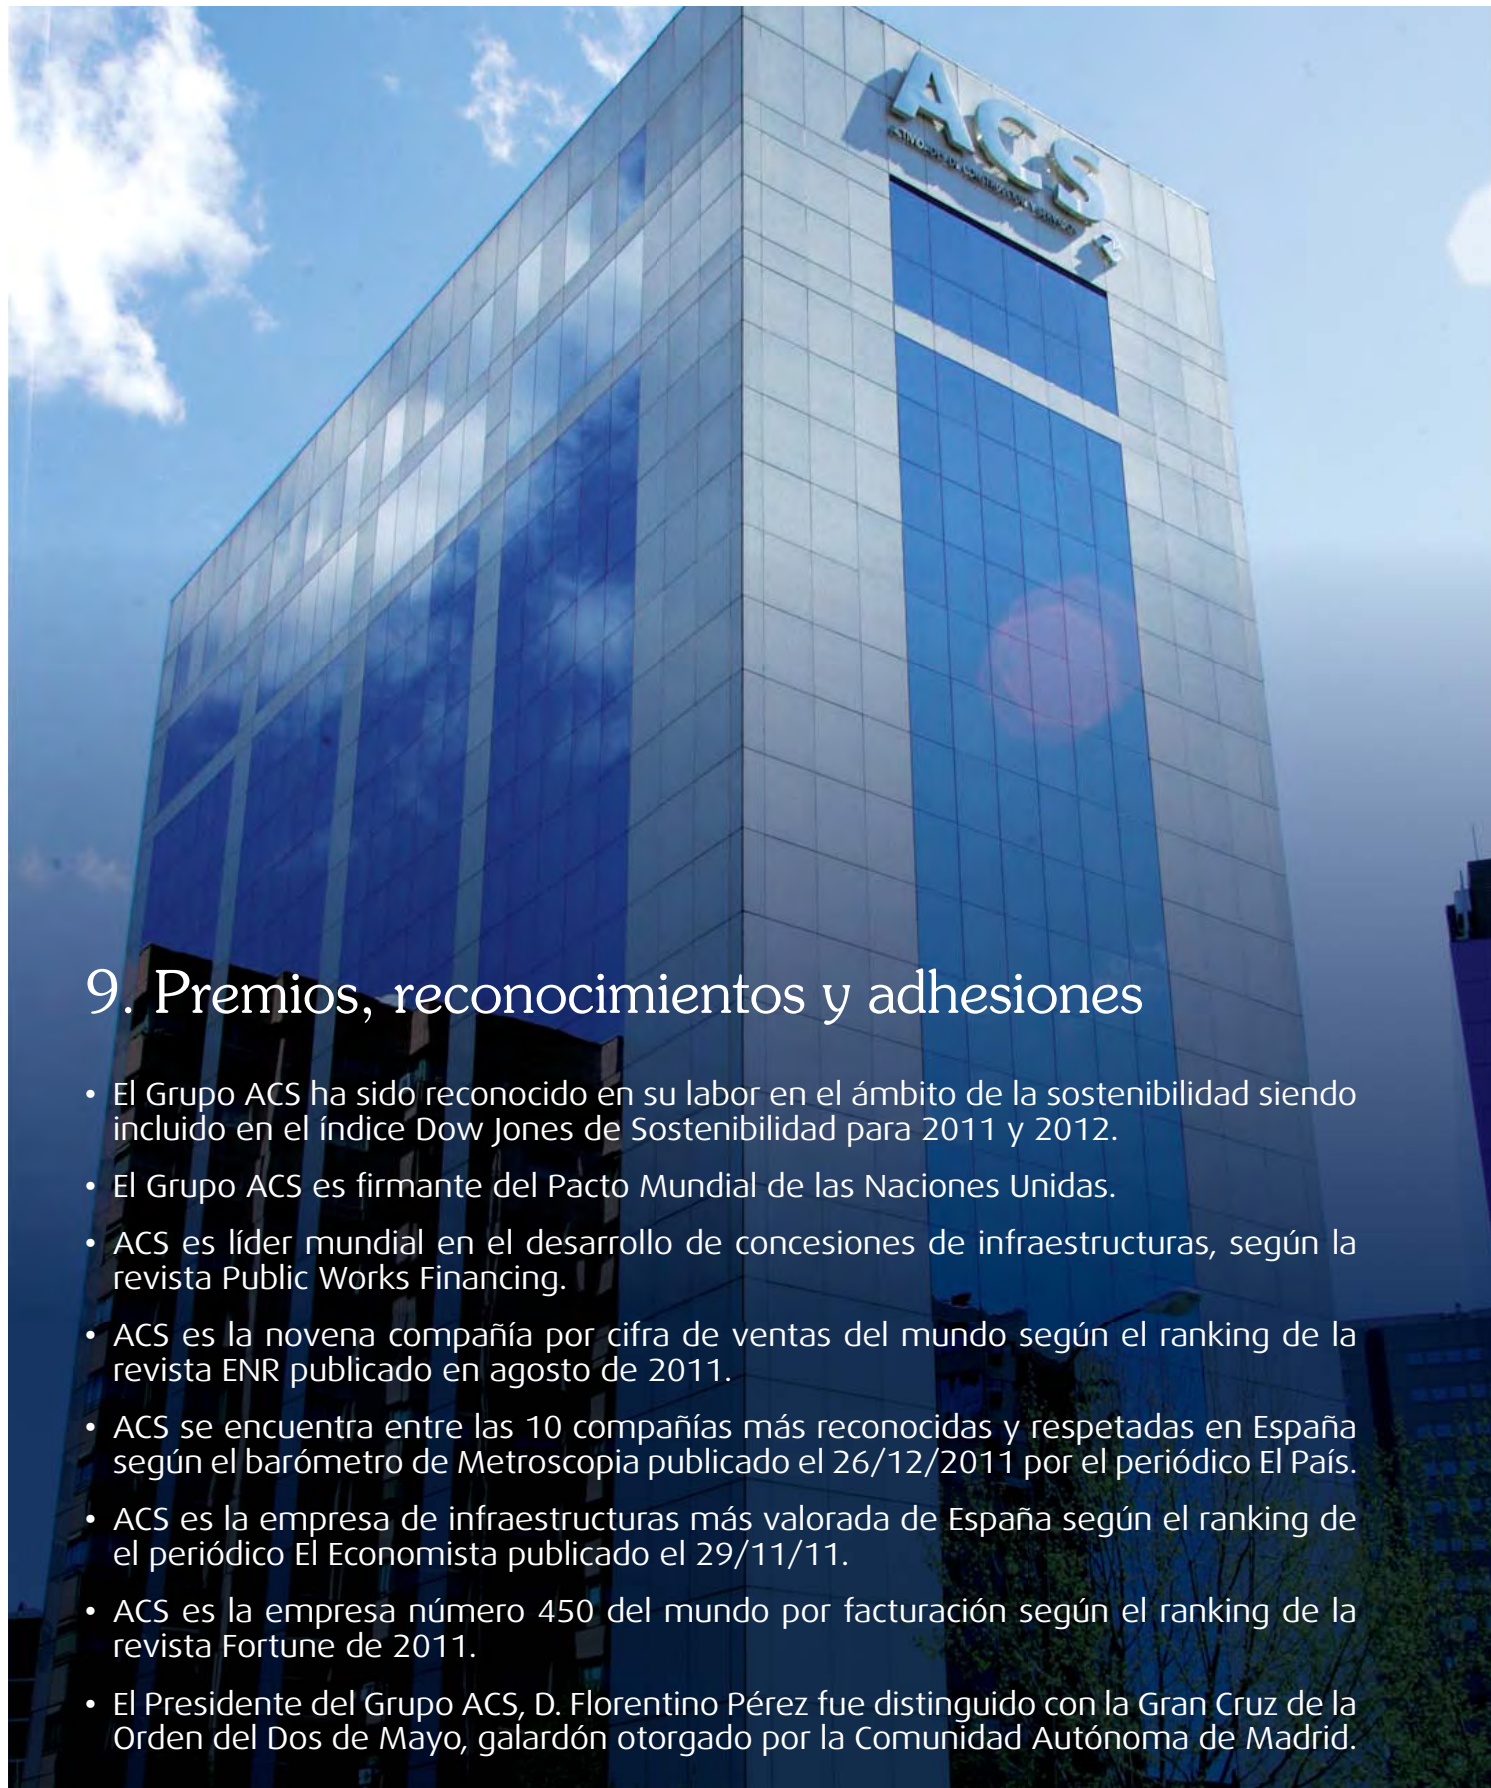 ACS
ACTIVIDADES DE CONSTRUCCION Y SERVICIOS
9. Premios, reconocimientos y adhesiones
• El Grupo ACS ha sido reconocido en su labor en el ámbito de la sostenibilidad siendo
incluido en el índice Dow Jones de Sostenibilidad para 2011 y 2012.
• El Grupo ACS es firmante del Pacto Mundial de las Naciones Unidas.
• ACS es líder mundial en el desarrollo de concesiones de infraestructuras, según la
revista Public Works Financing.
• ACS es la novena compañía por cifra de ventas del mundo según el ranking de la
revista ENR publicado en agosto de 2011.
• ACS se encuentra entre las 10 compañías más reconocidas y respetadas en España
según el barómetro de Metroscopia publicado el 26/12/2011 por el periódico El País.
• ACS es la empresa de infraestructuras más valorada de España según el ranking de
el periódico El Economista publicado el 29/11/11.
• ACS es la empresa número 450 del mundo por facturación según el ranking de la
revista Fortune de 2011.
• El Presidente del Grupo ACS, D. Florentino Pérez fue distinguido con la Gran Cruz de la
Orden del Dos de Mayo, galardón otorgado por la Comunidad Autónoma de Madrid.